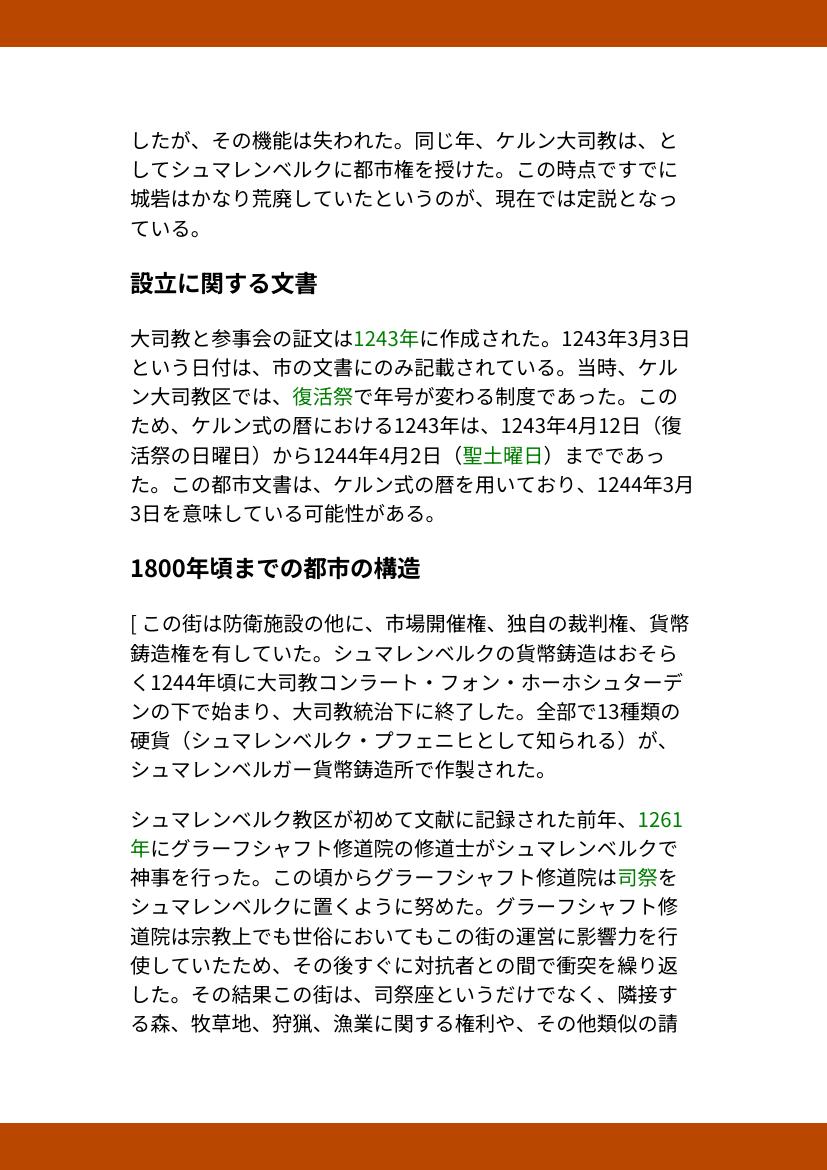 したが、その機能は失われた。同じ年、ケルン大司教は、と
してシュマレンベルクに都市権を授けた。この時点ですでに
城砦はかなり荒廃していたというのが、現在では定説となっ
ている。
設立に関する文書
大司教と参事会の証文は1243年に作成された。1243年3月3日
という日付は、市の文書にのみ記載されている。当時、ケル
ン大司教区では、復活祭で年号が変わる制度であった。この
ため、ケルン式の暦における1243年は、1243年4月12日（復
活祭の日曜日）から1244年4月2日（聖土曜日）までであっ
た。この都市文書は、ケルン式の暦を用いており、1244年3月
3日を意味している可能性がある。
1800年頃までの都市の構造
[ この街は防衛施設の他に、市場開催権、独自の裁判権、貨幣
鋳造権を有していた。シュマレンベルクの貨幣鋳造はおそら
く1244年頃に大司教コンラート・フォン・ホーホシュターデ
ンの下で始まり、大司教統治下に終了した。全部で13種類の
硬貨（シュマレンベルク・プフェニヒとして知られる）が、
シュマレンベルガー貨幣鋳造所で作製された。
シュマレンベルク教区が初めて文献に記録された前年、1261
年にグラーフシャフト修道院の修道士がシュマレンベルクで
神事を行った。この頃からグラーフシャフト修道院は司祭を
シュマレンベルクに置くように努めた。グラーフシャフト修
道院は宗教上でも世俗においてもこの街の運営に影響力を行
使していたため、その後すぐに対抗者との間で衝突を繰り返
した。その結果この街は、司祭座というだけでなく、隣接す
る森、牧草地、狩猟、漁業に関する権利や、その他類似の請